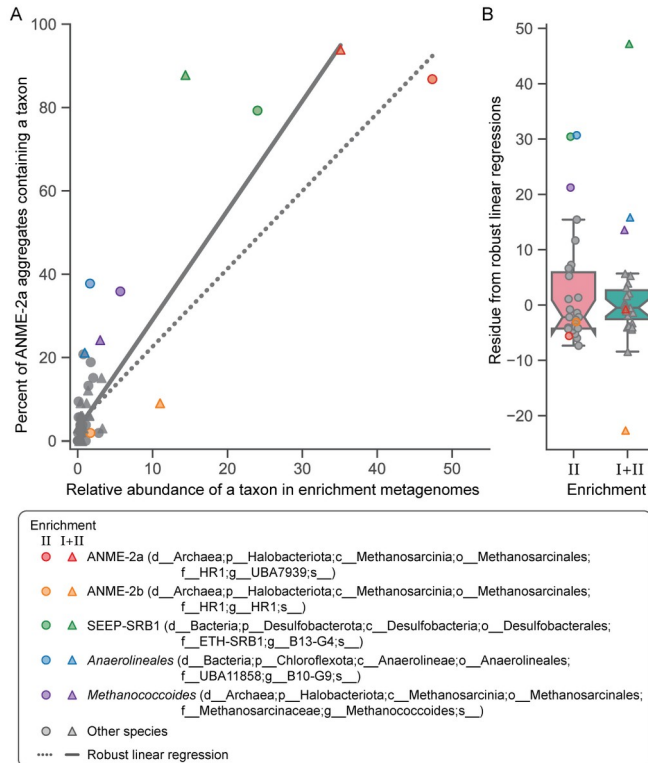 A
B
Percent of ANME-2a aggregates containing a taxon
100
80
60
40
20
0
0 10 20 30 40 50
Relative abundance of a taxon in enrichment metagenomes
Residue from robust linear regressions
50
40
30
20
10
0
−10
−20
II I+II
Enrichment
Enrichment
II I+II
ANME-2a (d__Archaea;p__Halobacteriota;c__Methanosarcinia;o__Methanosarcinales;
f__HR1;g__UBA7939;s__)
ANME-2b (d__Archaea;p__Halobacteriota;c__Methanosarcinia;o__Methanosarcinales;
f__HR1;g__HR1;s__)
SEEP-SRB1 (d__Bacteria;p__Desulfobacterota;c__Desulfobacteria;o__Desulfobacterales;
f__ETH-SRB1;g__B13-G4;s__)
Anaerolineales (d__Bacteria;p__Chloroflexota;c__Anaerolineae;o__Anaerolineales;
f__UBA11858;g__B10-G9;s__)
Methanococcoides (d__Archaea;p__Halobacteriota;c__Methanosarcinia;o__Methanosarcinales;
f__Methanosarcinaceae;g__Methanococcoides;s__)
Other species
Robust linear regression